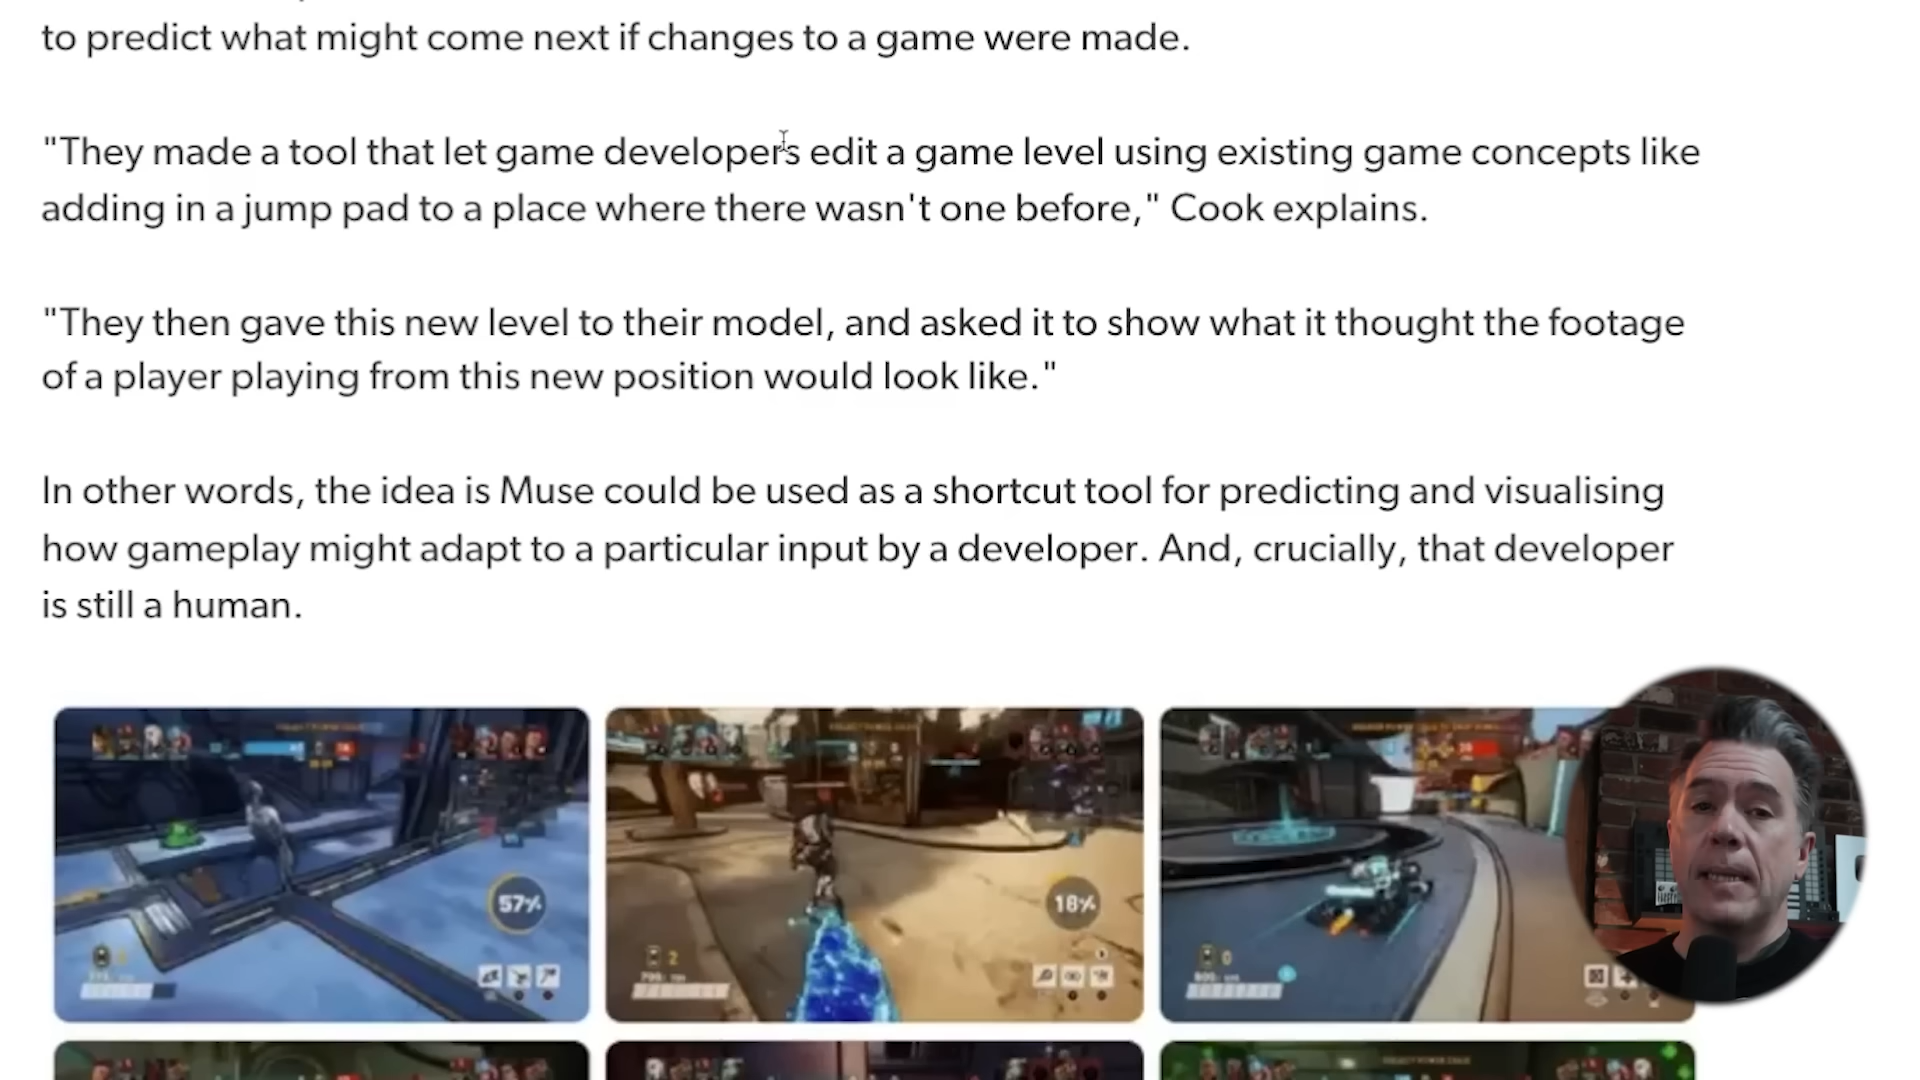 to predict what might come next if changes to a game were made.
"They made a tool that let game developers edit a game level using existing game concepts like
adding in a jump pad to a place where there wasn't one before," Cook explains.
"They then gave this new level to their model, and asked it to show what it thought the footage
of a player playing from this new position would look like."
In other words, the idea is Muse could be used as a shortcut tool for predicting and visualising
how gameplay might adapt to a particular input by a developer. And, crucially, that developer
is still a human.
57%
18%
2
0